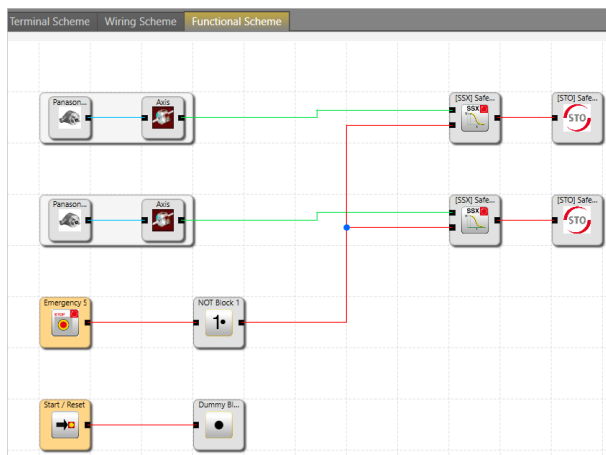 Terminal Scheme Wiring Scheme Functional Scheme
Panason... Axis [SSX] Safe... [STO] Safe...
SSX STO
Panason... Axis [SSX] Safe... [STO] Safe...
SSX STO
Emergency S NOT Block 1
STOP 1
Start / Reset Dummy Bl...